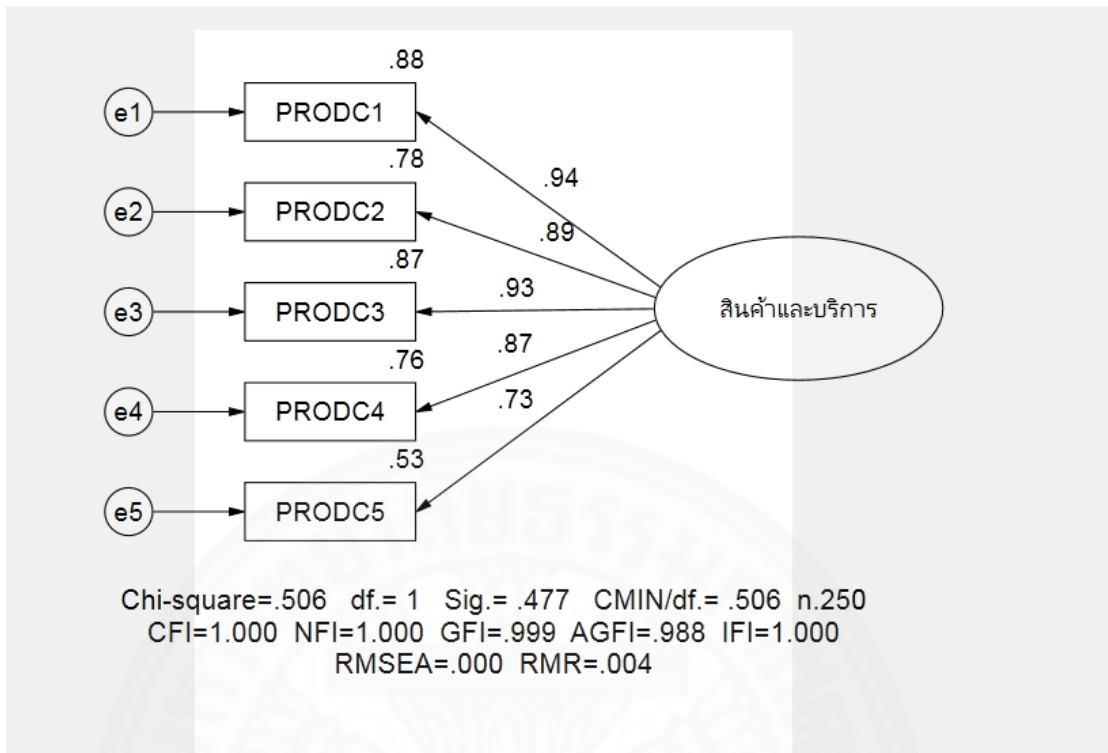 .88
e1 PRODC1
.78 .94
e2 PRODC2 .89
.87
e3 PRODC3 .93 สินค้าและบริการ
.76 .87
e4 PRODC4 .73
.53
e5 PRODC5
Chi-square=.506 df.= 1 Sig.= .477 CMIN/df.= .506 n.250
CFI=1.000 NFI=1.000 GFI=.999 AGFI=.988 IFI=1.000
RMSEA=.000 RMR=.004